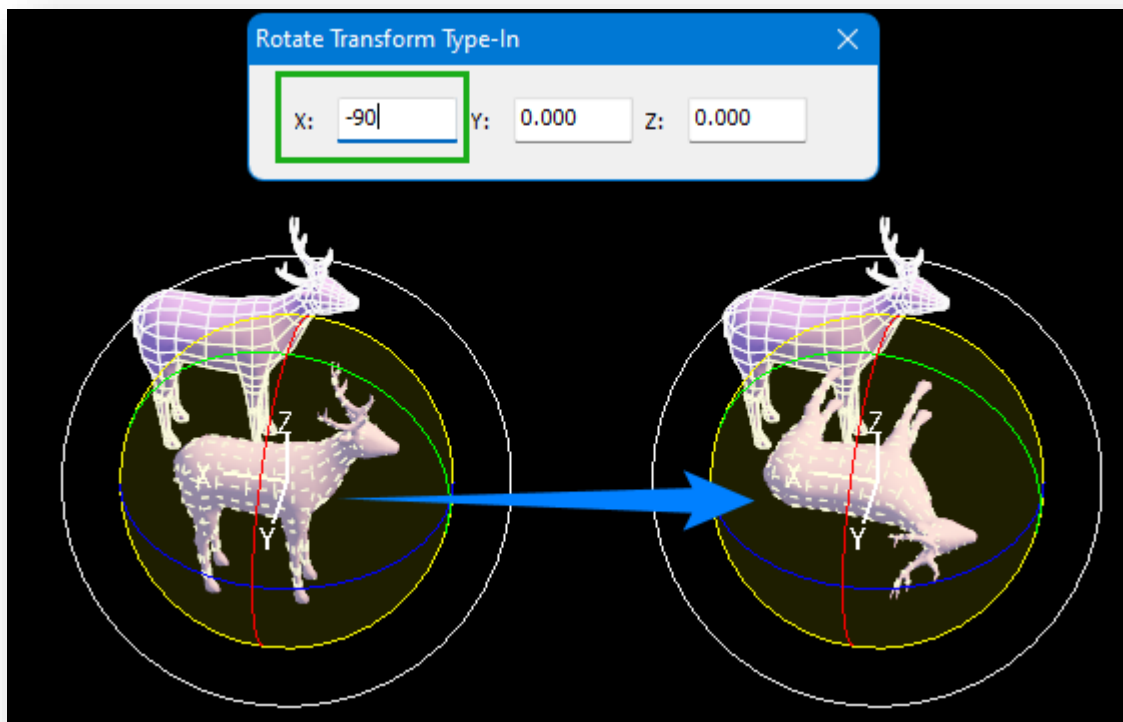 Rotate Transform Type-In
X: -90 Y: 0.000 Z: 0.000
Z
X
Y
Z
X
Y